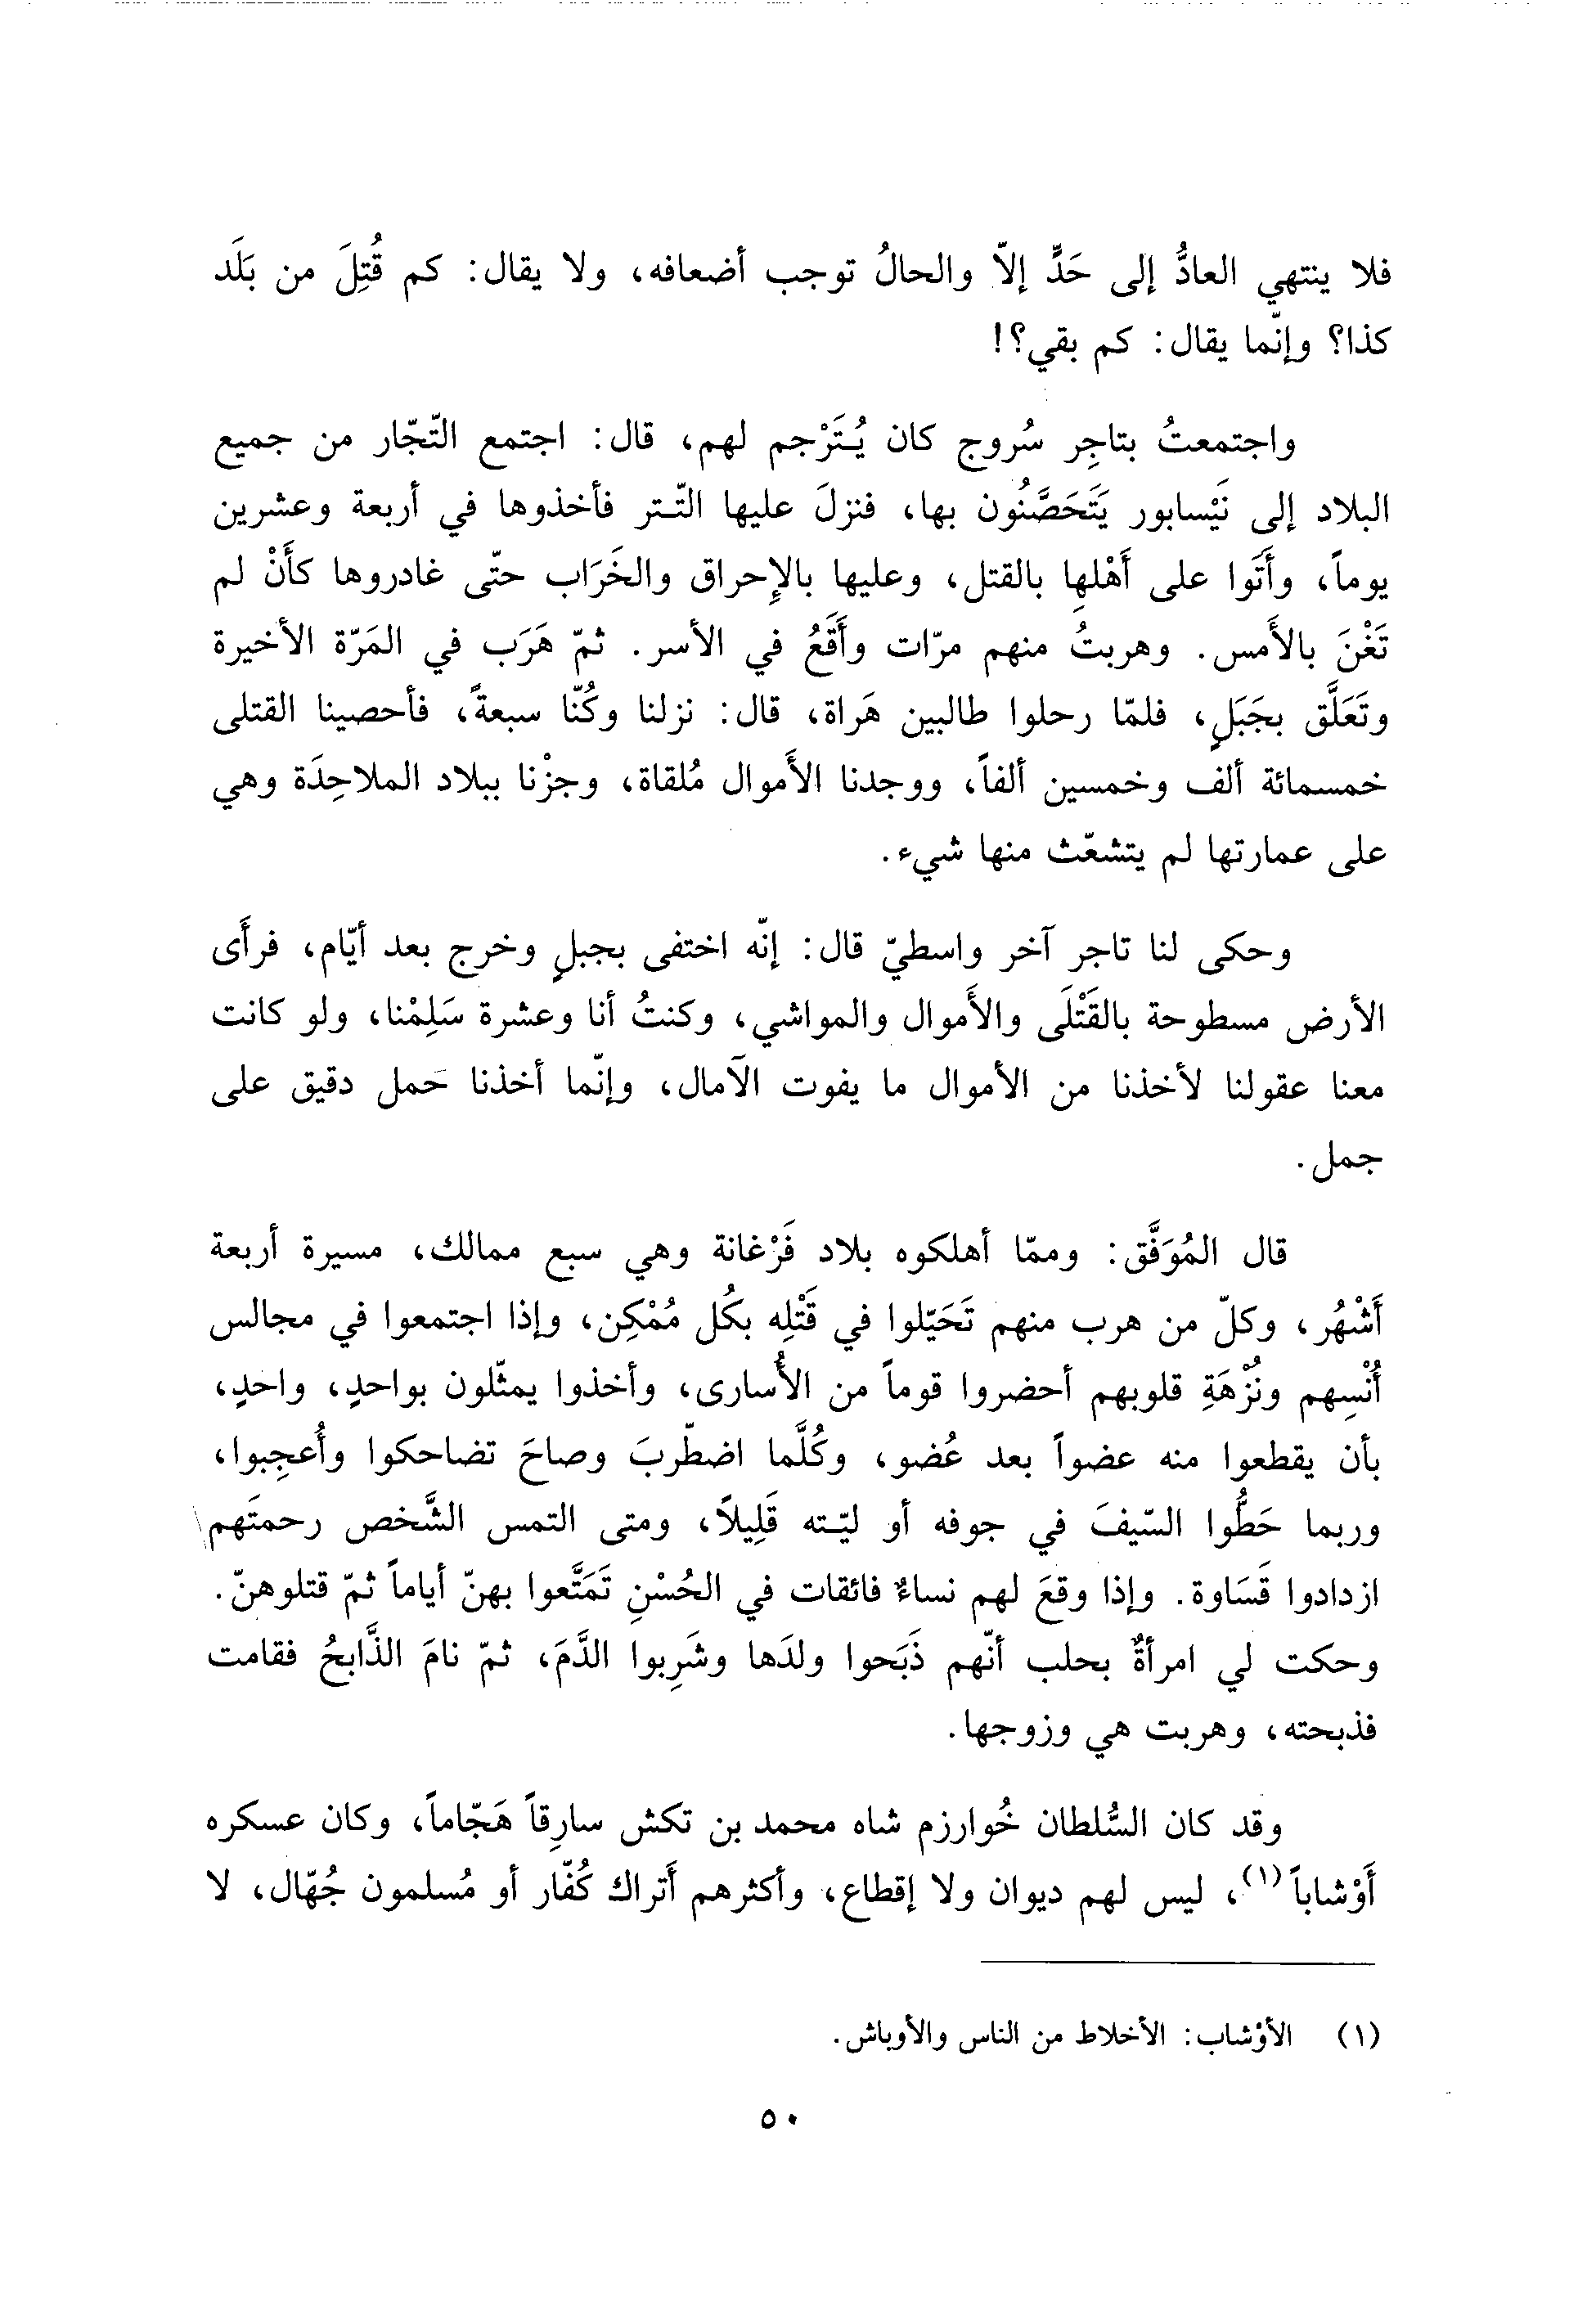 فلا ينتهي العادُّ إلى حَدٍّ إلاّ والحالُ توجب أضعافه، ولا يقال: كم قُتِلَ من بَلَد
كذا؟ وإنّما يقال: كم بقي؟!
واجتمعتُ بتاجِر سُروج كان يُـتَرْجم لهم، قال: اجتمع التّجّار من جميع
البلاد إلى نَيْسابور يَتَحَصَّنُون بها، فنزلَ عليها التّـتر فأخذوها في أربعة وعشرين
يوماً، وأَتَوا على أَهْلِها بالقتل، وعليها بالإِحراق والخَرَاب حتّى غادروها كأَنْ لم
تَغْنَ بالأَمس. وهربتُ منهم مرّات وأَقَعُ في الأسر. ثمّ هَرَب في المَرّة الأخيرة
وتَعَلَّق بجَبَلٍ، فلمّا رحلوا طالبين هَراة، قال: نزلنا وكُنّا سبعةً، فأحصينا القتلى
خمسمائة ألف وخمسين ألفاً، ووجدنا الأَموال مُلقاة، وجزْنا ببلاد الملاحِدَة وهي
على عمارتها لم يتشعّث منها شيء.
وحكى لنا تاجر آخر واسطيّ قال: إنّه اختفى بجبلٍ وخرج بعد أيّام، فرأَى
الأرض مسطوحة بالقَتْلَى والأَموال والمواشي، وكنتُ أنا وعشرة سَلِمْنا، ولو كانت
معنا عقولنا لأخذنا من الأموال ما يفوت الآمال، وإنّما أخذنا حَمل دقيق على
جمل.
قال المُوَفَّق: وممّا أهلكوه بلاد فَرْغانة وهي سبع ممالك، مسيرة أربعة
أَشْهُر، وكلّ من هرب منهم تَحَيّلوا في قَتْلِه بكُل مُمْكِن، وإذا اجتمعوا في مجالس
أُنْسِهم ونُزْهَةِ قلوبهم أحضروا قوماً من الأُسارى، وأخذوا يمثّلون بواحدٍ، واحدٍ،
بأن يقطعوا منه عضواً بعد عُضو، وكُلَّما اضطّربَ وصاحَ تضاحكوا وأُعجِبوا،
وربما حَطُّوا السّيفَ في جوفه أو ليّـته قَلِيلاً، ومتى التمس الشَّخص رحمتَهم
ازدادوا قَسَاوة. وإذا وقعَ لهم نساءٌ فائقات في الحُسْنِ تَمَتَّعوا بهنّ أياماً ثمّ قتلوهنّ.
وحكت لي امرأةٌ بحلب أنّهم ذَبَحوا ولدَها وشَرِبوا الدَّمَ، ثمّ نامَ الذَّابحُ فقامت
فذبحته، وهربت هي وزوجها.
وقد كان السُّلطان خُوارزم شاه محمد بن تكش سارِقاً هَجّاماً، وكان عسكره
أَوْشاباً(١)، ليس لهم ديوان ولا إقطاع، وأكثرهم أَتراك كُفّار أو مُسلمون جُهّال، لا
(١) الأوْشاب: الأخلاط من الناس والأوباش.
٥٠